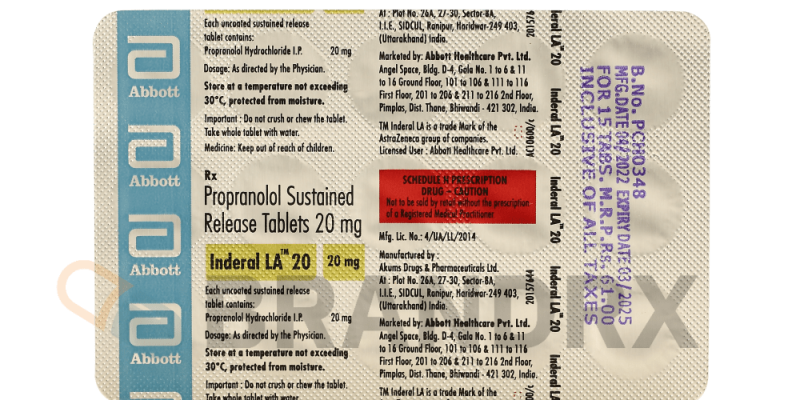 Abbott
Abbott
Abbott
Abbott
Each uncoated sustained release
tablet contains:
Propranolol Hydrochloride I.P. 20 mg
Dosage: As directed by the Physician.
Store at a temperature not exceeding
30°C, protected from moisture.
Important : Do not crush or chew the tablet.
Take whole tablet with water.
Medicine: Keep out of reach of children.
Rx
Propranolol Sustained
Release Tablets 20 mg
Inderal LA™ 20 20 mg
Each uncoated sustained release
tablet contains:
Propranolol Hydrochloride I.P. 20 mg
Dosage: As directed by the Physician.
Store at a temperature not exceeding
30°C, protected from moisture.
Important : Do not crush or chew the tablet.
Take whole tablet with water.
At : Plot No. 26A, 27-30, Sector-8A,
I.I.E., SIDCUL, Ranipur, Haridwar-249 403,
(Uttarakhand) India.
Marketed by: Abbott Healthcare Pvt. Ltd.
Angel Space, Bldg. D-4, Gala No. 1 to 6 & 11
to 16 Ground Floor, 101 to 106 & 111 to 116
First Floor, 201 to 206 & 211 to 216 2nd Floor,
Pimplas, Dist. Thane. Bhiwandi - 421 302, India.
TM Inderal LA is a trade Mark of the
AstraZeneca group of companies.
Licensed User : Abbott Healthcare Pvt. Ltd.
SCHEDULE H PRESCRIPTION
DRUG - CAUTION
Not to be sold by retail without the prescription
of a Registered Medical Practitioner
Mfg. Lic. No.: 4/UA/LL/2014
Manufactured by :
Akums Drugs & Pharmaceuticals Ltd.
At : Plot No. 26A, 27-30, Sector-8A,
I.I.E., SIDCUL, Ranipur, Haridwar-249 403,
(Uttarakhand) India.
Marketed by: Abbott Healthcare Pvt. Ltd.
Angel Space, Bldg. D-4, Gala No. 1 to 6 & 11
to 16 Ground Floor, 101 to 106 & 111 to 116
First Floor, 201 to 206 & 211 to 216 2nd Floor,
Pimplas, Dist. Thane. Bhiwandi - 421 302, India.
TM Inderal LA is a trade Mark of the
Inderal LA™ 20
Inderal LA™ 20
Inderal LA™ 20
Inderal LA™ 20
B.No. PCH0348
MFG.DATE 04/2022 EXPIRY DATE 03/2025
FOR 15 TABS. M.R.P. Rs. 61.00
INCLUSIVE OF ALL TAXES